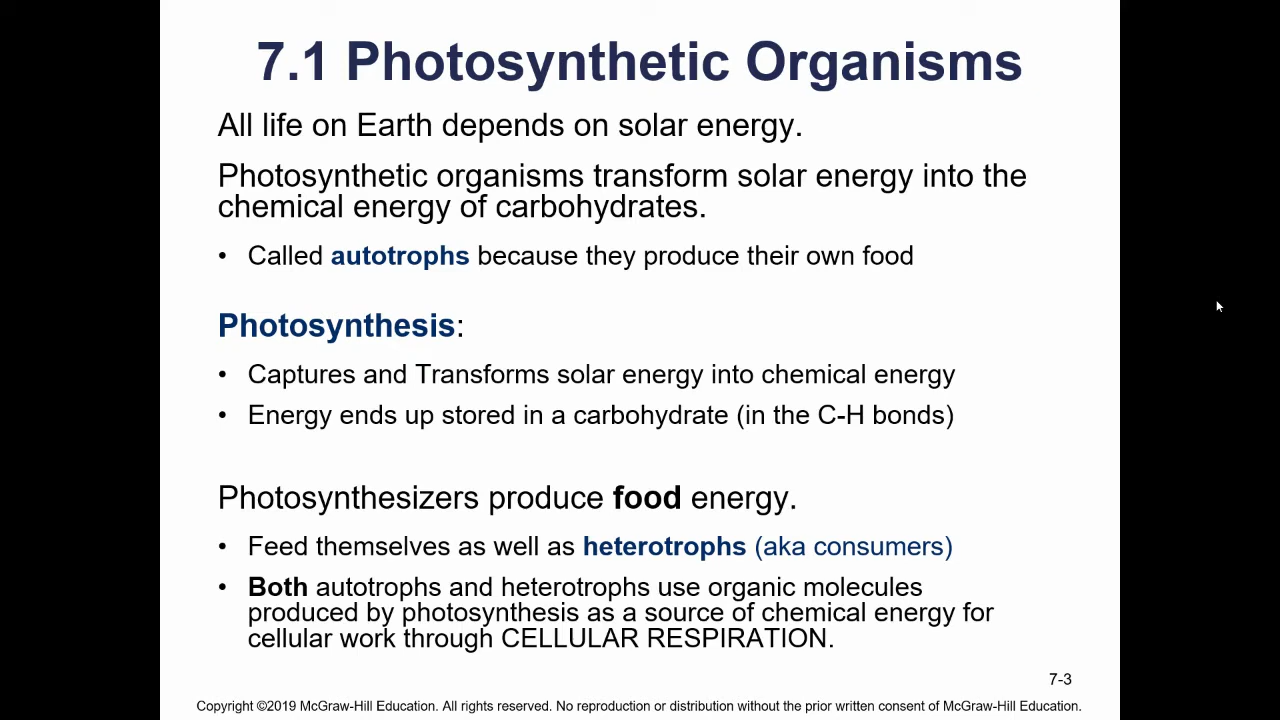 7.1 Photosynthetic Organisms
All life on Earth depends on solar energy.
Photosynthetic organisms transform solar energy into the
chemical energy of carbohydrates.
• Called autotrophs because they produce their own food
Photosynthesis:
• Captures and Transforms solar energy into chemical energy
• Energy ends up stored in a carbohydrate (in the C-H bonds)
Photosynthesizers produce food energy.
• Feed themselves as well as heterotrophs (aka consumers)
• Both autotrophs and heterotrophs use organic molecules
produced by photosynthesis as a source of chemical energy for
cellular work through CELLULAR RESPIRATION.
7-3
Copyright ©2019 McGraw-Hill Education. All rights reserved. No reproduction or distribution without the prior written consent of McGraw-Hill Education.